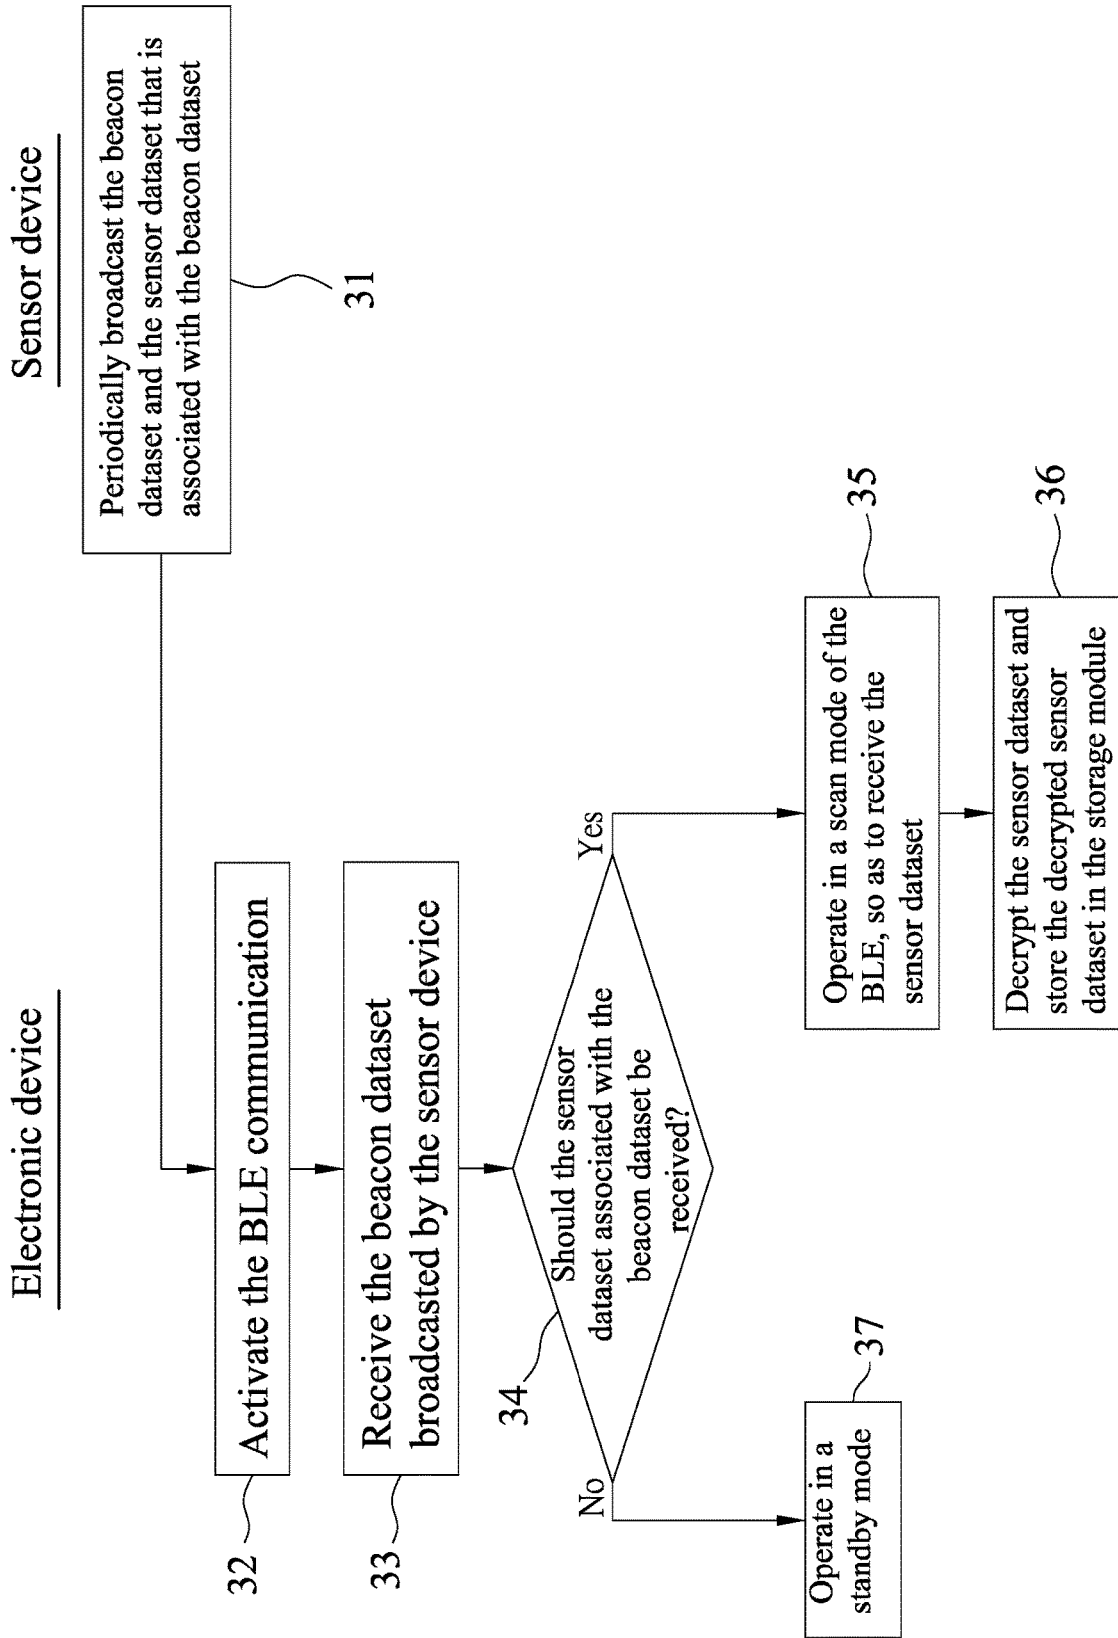 Electronic device
Sensor device
Periodically broadcast the beacon
dataset and the sensor dataset that is
associated with the beacon dataset
31
Activate the BLE communication
32
Receive the beacon dataset
broadcasted by the sensor device
33
Should the sensor
dataset associated with the
beacon dataset be
received?
34
No
Yes
Operate in a scan mode of the
BLE, so as to receive the
sensor dataset
35
Decrypt the sensor dataset and
store the decrypted sensor
dataset in the storage module
36
Operate in a
standby mode
37